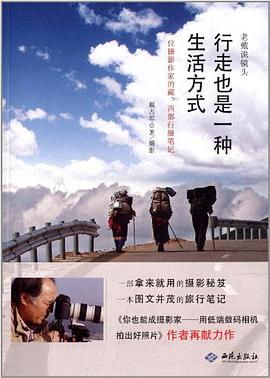 老戴说镜头
行走也是一种
生活方式
一位摄影作家的藏、西部行摄笔记
著/摄影
一部拿来就用的摄影秘笈
一本图文并茂的旅行笔记
《你也能成摄影家——用低端数码相机
拍出好照片》作者再献力作
西苑出版社